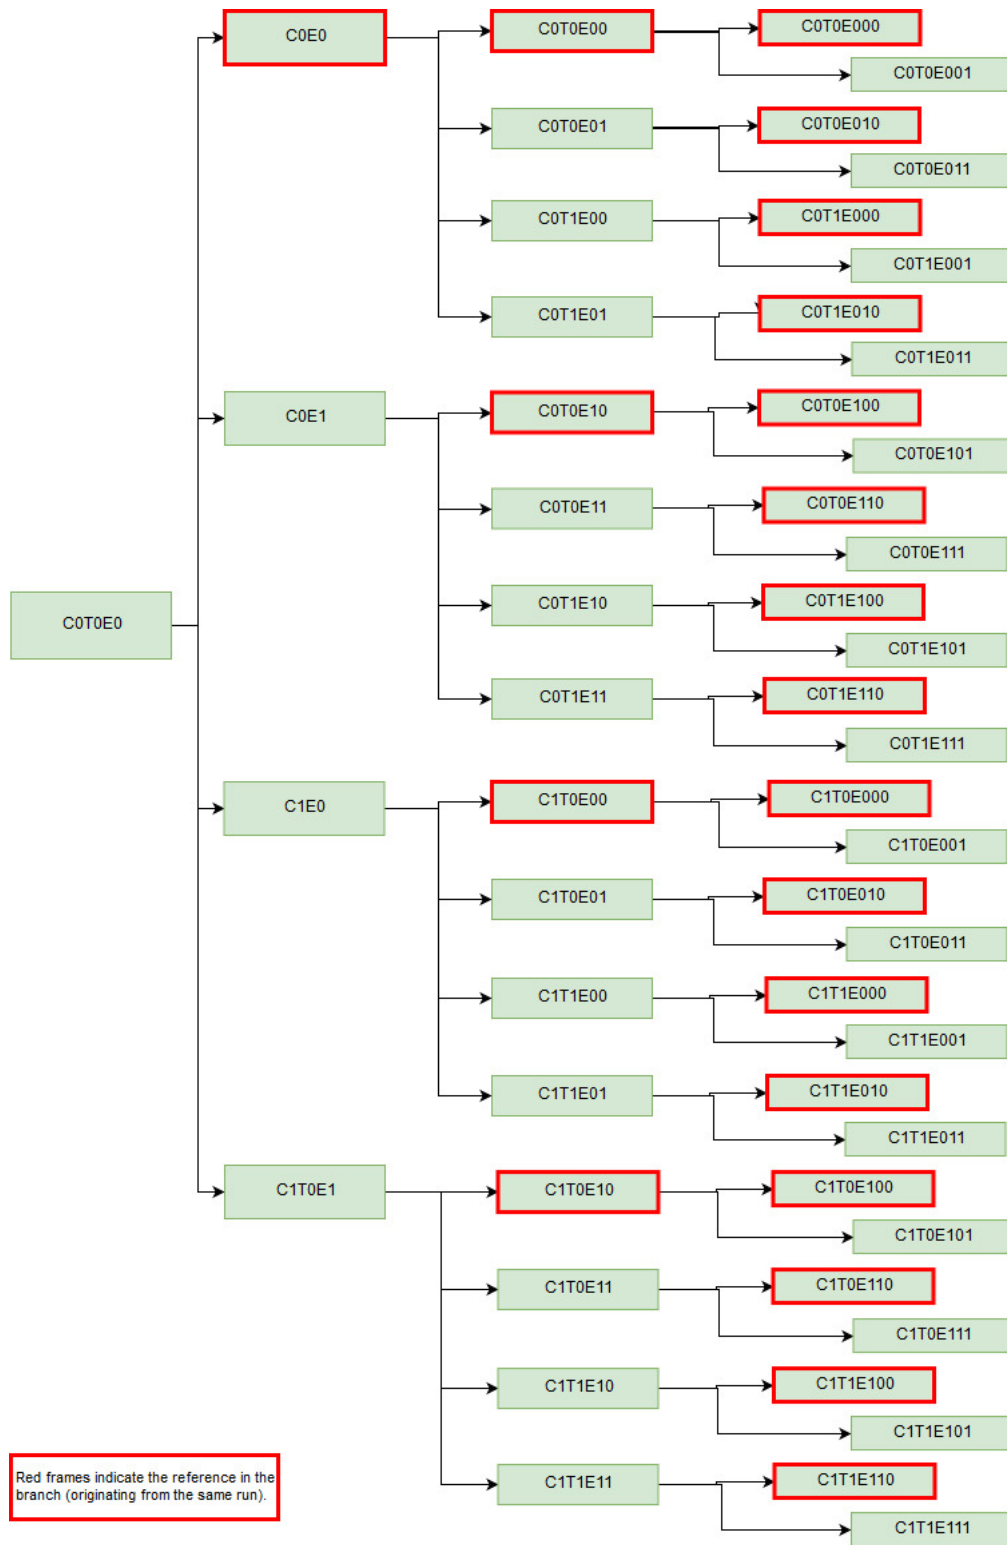 C0E0
C0T0E00
C0T0E000
C0T0E001
C0T0E01
C0T0E010
C0T0E011
C0T1E00
C0T1E000
C0T1E001
C0T1E01
C0T1E010
C0T1E011
C0E1
C0T0E10
C0T0E100
C0T0E101
C0T0E11
C0T0E110
C0T0E111
C0T0E0
C0T1E10
C0T1E100
C0T1E101
C0T1E11
C0T1E110
C0T1E111
C1E0
C1T0E00
C1T0E000
C1T0E001
C1T0E01
C1T0E010
C1T0E011
C1T1E00
C1T1E000
C1T1E001
C1T1E01
C1T1E010
C1T1E011
C1T0E1
C1T0E10
C1T0E100
C1T0E101
C1T0E11
C1T0E110
C1T0E111
C1T1E10
C1T1E100
C1T1E101
C1T1E11
C1T1E110
C1T1E111
Red frames indicate the reference in the
branch (originating from the same run).